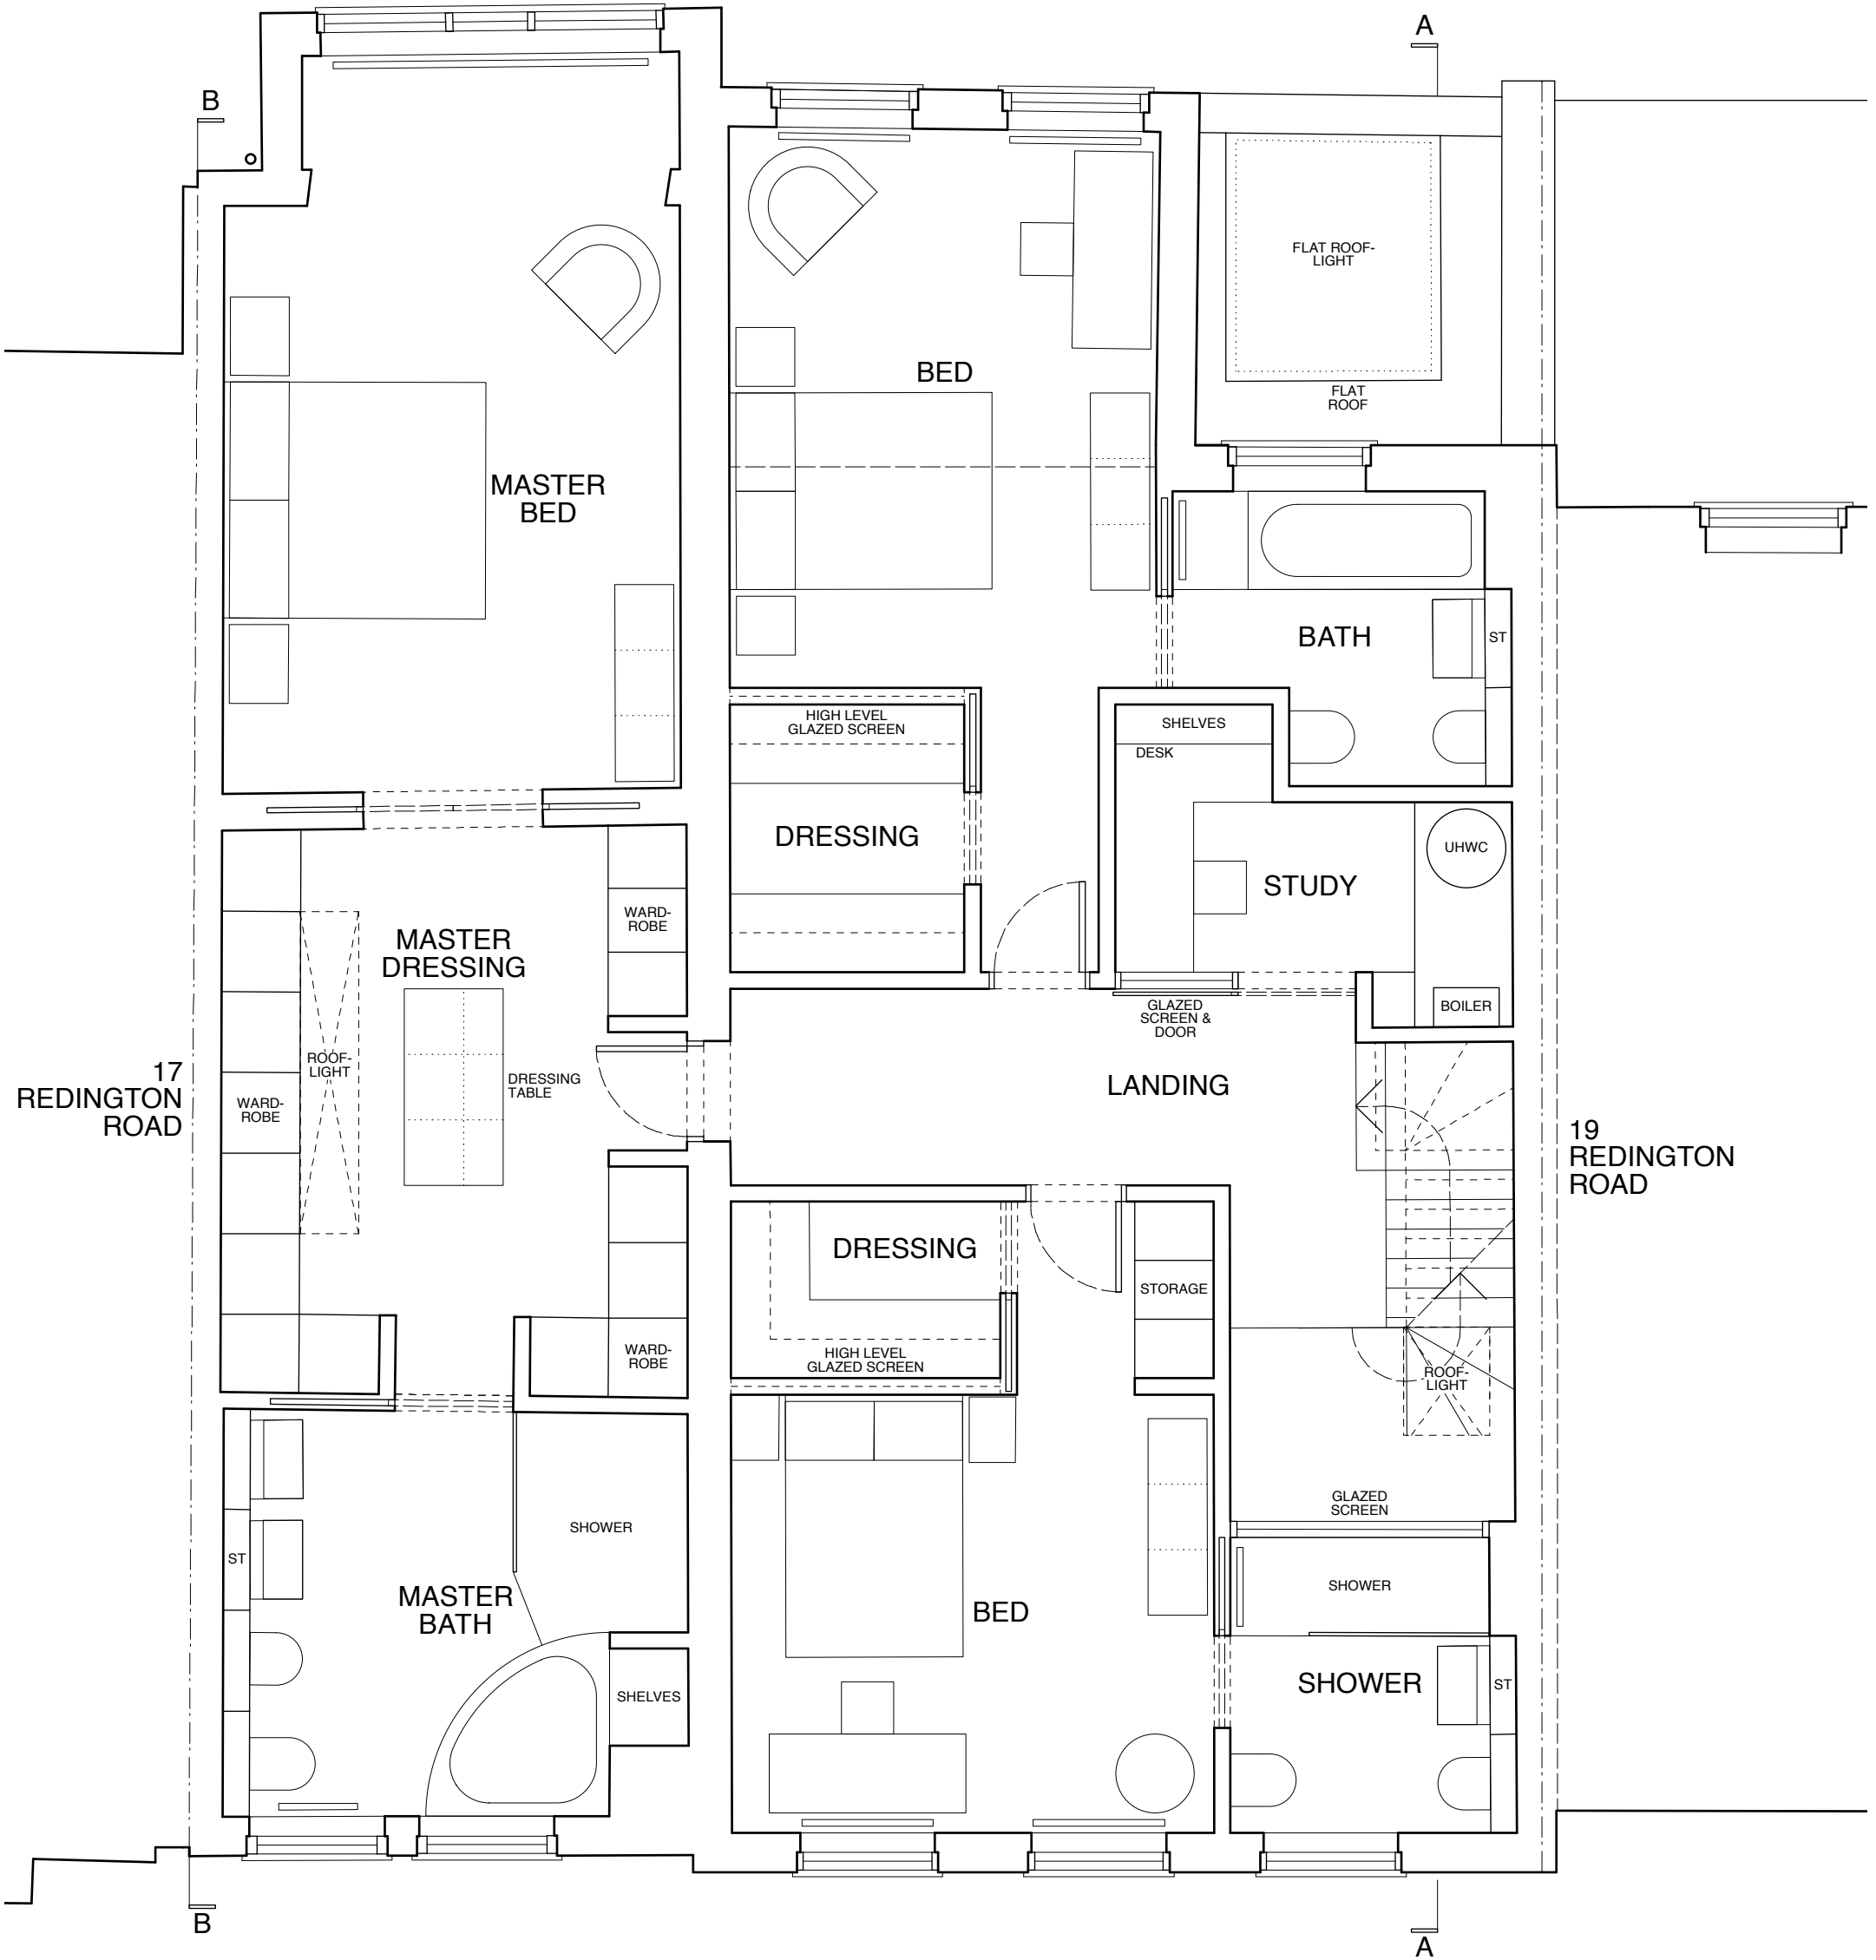 A
B
FLAT ROOF-
LIGHT
FLAT
ROOF
BED
MASTER
BED
BATH
ST
HIGH LEVEL
GLAZED SCREEN
SHELVES
DESK
DRESSING
UHWC
STUDY
WARD-
ROBE
MASTER
DRESSING
BOILER
GLAZED
SCREEN &
DOOR
ROOF-
LIGHT
DRESSING
TABLE
LANDING
17
REDINGTON
ROAD
WARD-
ROBE
19
REDINGTON
ROAD
DRESSING
STORAGE
HIGH LEVEL
GLAZED SCREEN
WARD-
ROBE
ROOF-
LIGHT
GLAZED
SCREEN
SHOWER
ST
SHOWER
MASTER
BATH
BED
SHOWER
SHELVES
ST
B
A